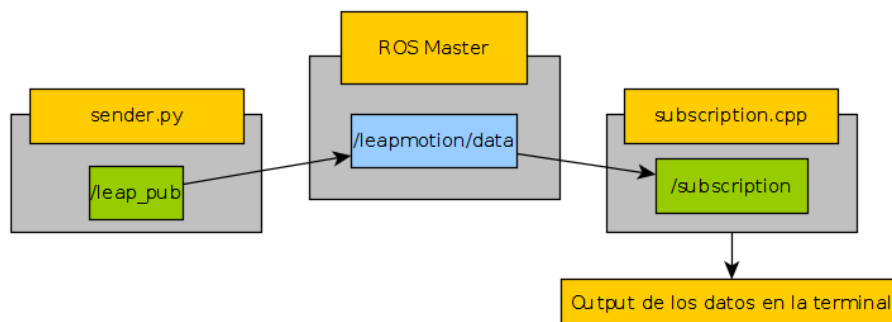 ROS Master
sender.py
subscription.cpp
/leapmotion/data
/leap_pub
/subscription
Output de los datos en la terminal